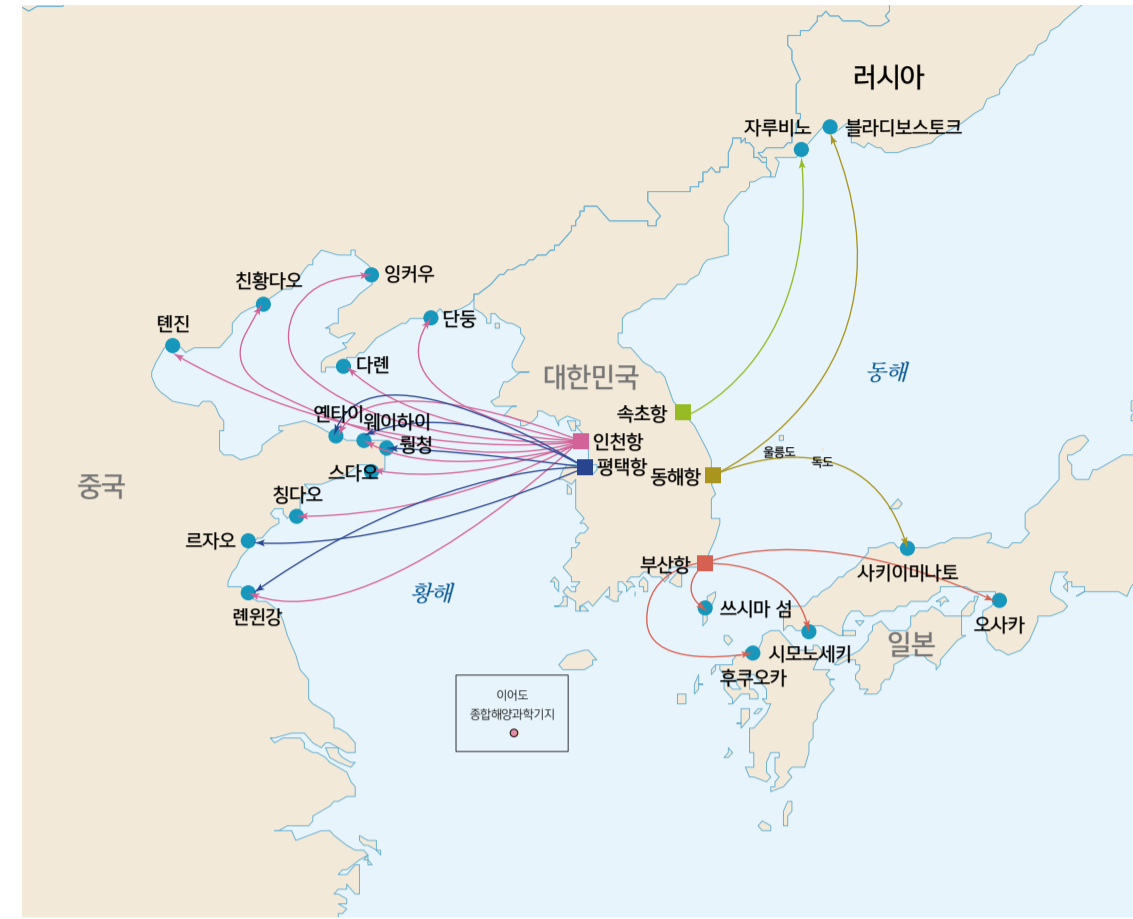 러시아
자루비노
블라디보스토크
친황다오
잉커우
톈진
단둥
다롄
대한민국
동해
옌타이
웨이하이
룽청
속초항
인천항
평택항
울릉도
독도
동해항
스다오
중국
칭다오
르자오
부산항
사키이미나토
황해
롄윈강
쓰시마 섬
오사카
일본
시모노세키
후쿠오카
이어도
종합해양과학기지